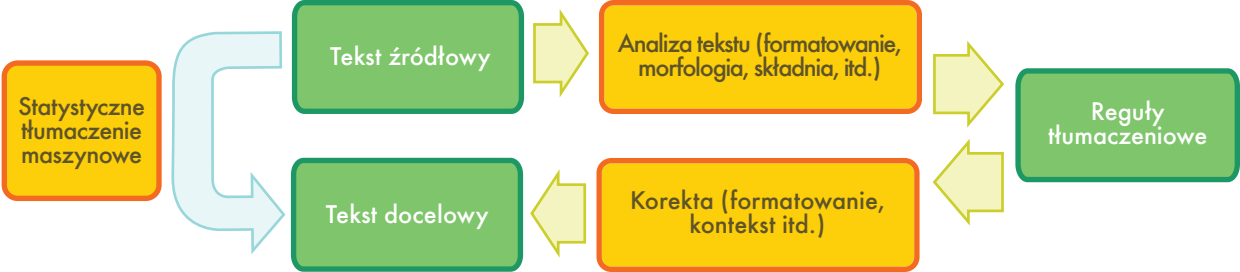 Statystyczne
tłumaczenie
maszynowe
Tekst źródłowy
Analiza tekstu (formatowanie,
morfologia, składnia, itd.)
Reguły
tłumaczeniowe
Korekta (formatowanie,
kontekst itd.)
Tekst docelowy